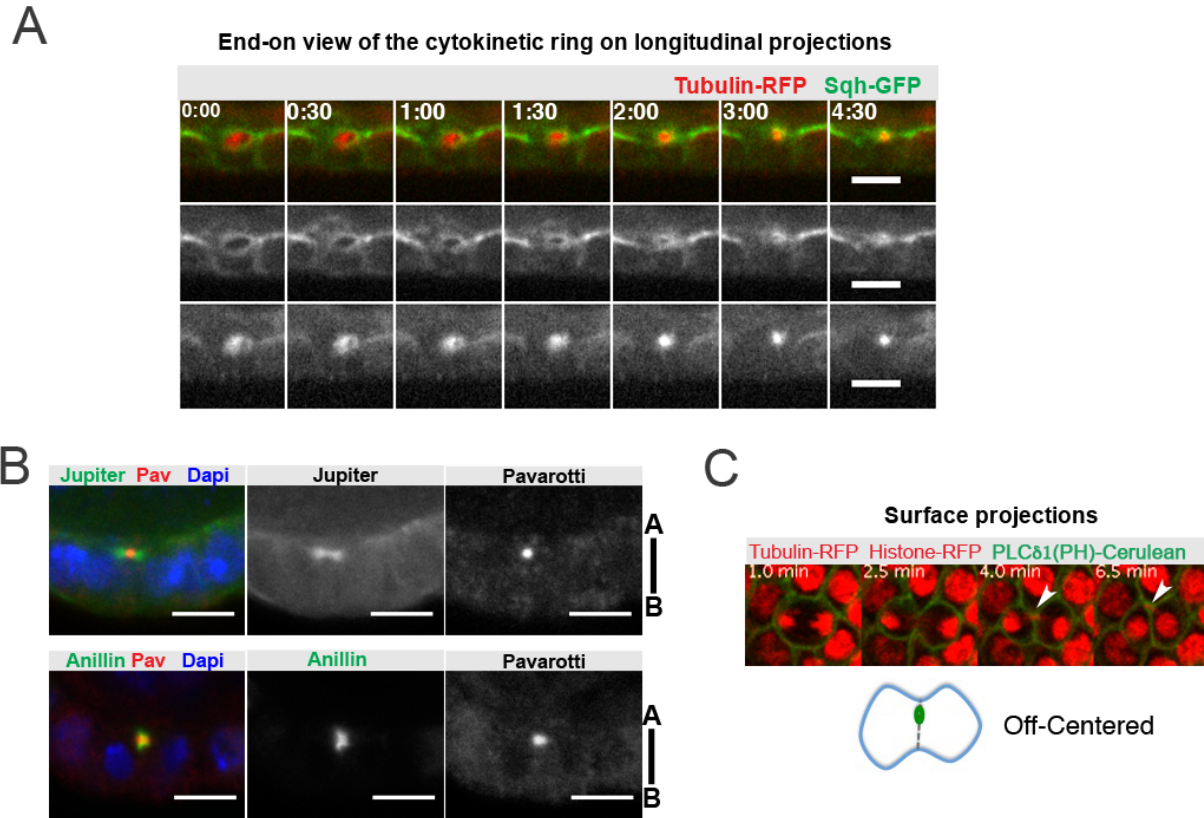 A
End-on view of the cytokinetic ring on longitudinal projections
Tubulin-RFP Sqh-GFP
0:00 0:30 1:00 1:30 2:00 3:00 4:30
B
Jupiter Pav Dapi Jupiter Pavarotti
A
B
Anillin Pav Dapi Anillin Pavarotti
A
B
C
Surface projections
Tubulin-RFP Histone-RFP PLCδ1(PH)-Cerulean
1.0 min 2.5 min 4.0 min 6.5 min
Off-Centered